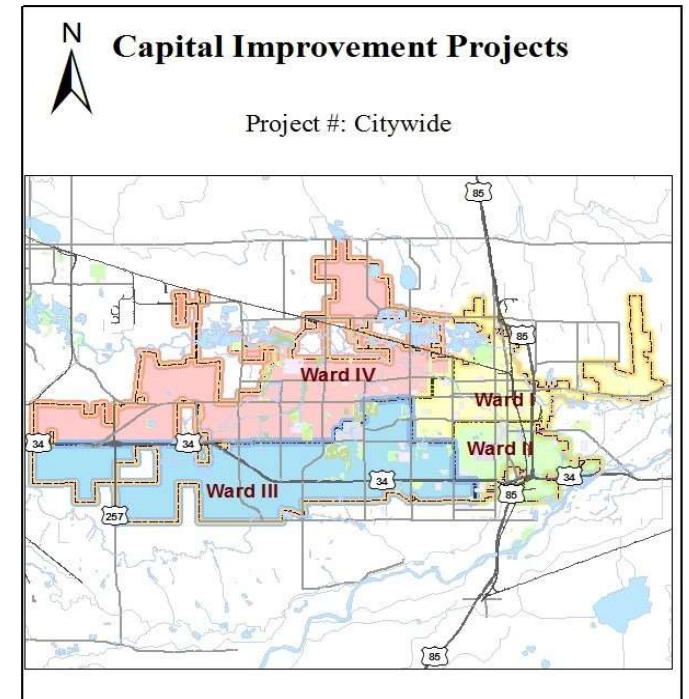 N
Capital Improvement Projects
Project #: Citywide
85
85
Ward IV
Ward I
34
34
Ward II
34
34
Ward III
85
257
85